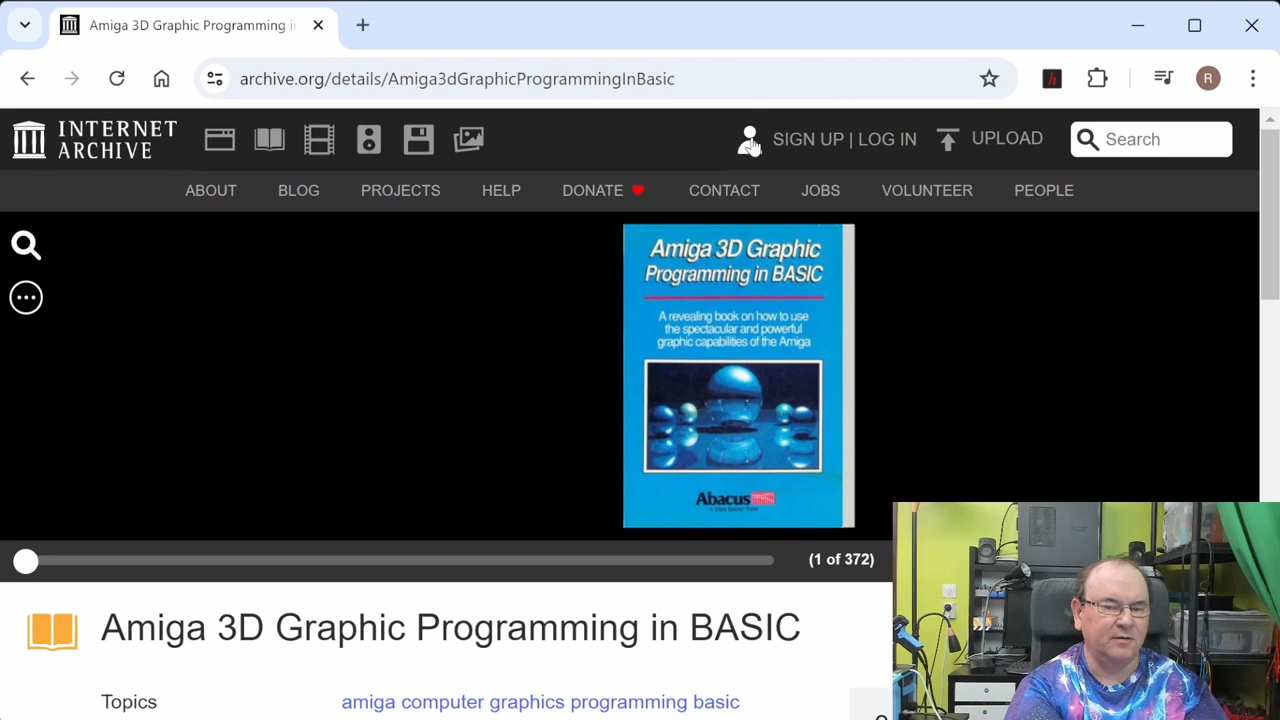 Amiga 3D Graphic Programming i
archive.org/details/Amiga3dGraphicProgrammingInBasic
R
INTERNET
ARCHIVE
SIGN UP | LOG IN
UPLOAD
Search
ABOUT
BLOG
PROJECTS
HELP
DONATE
CONTACT
JOBS
VOLUNTEER
PEOPLE
Amiga 3D Graphic
Programming in BASIC
A revealing book on how to use
the spectacular and powerful
graphic capabilities of the Amiga
Abacus
(1 of 372)
Amiga 3D Graphic Programming in BASIC
Topics
amiga computer graphics programming basic